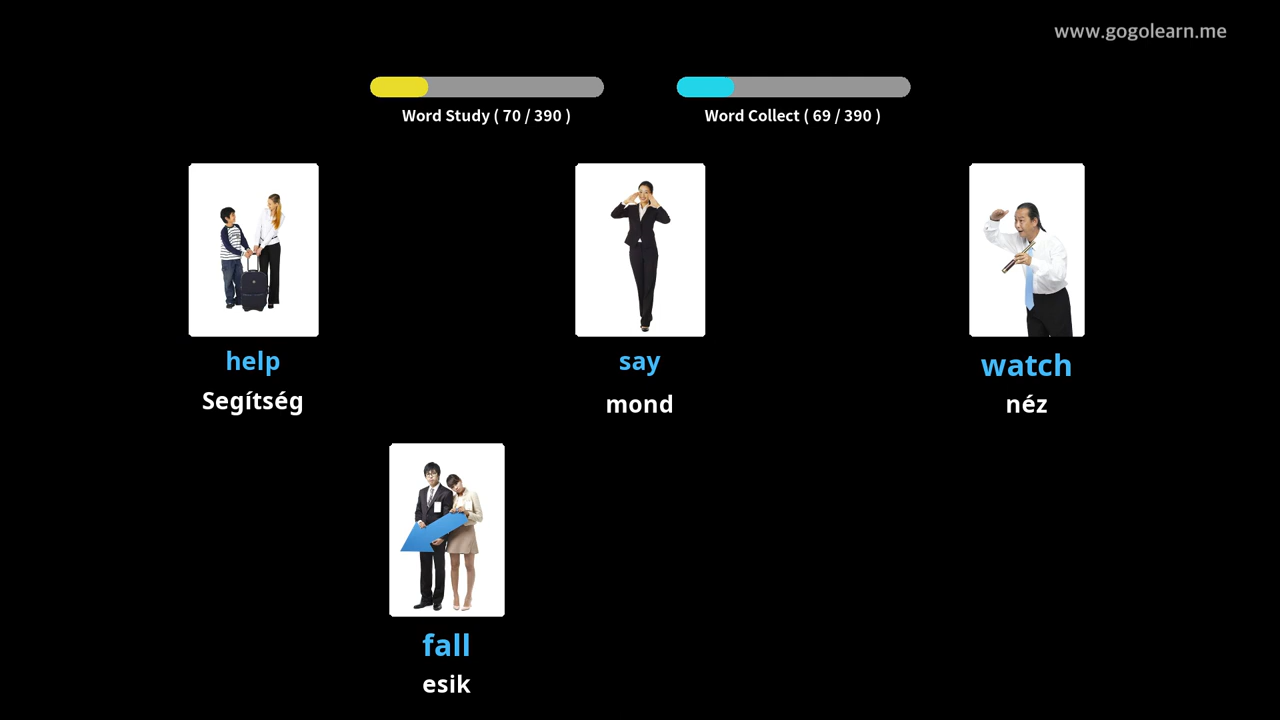 www.gogolearn.me
Word Study ( 70 / 390 )
Word Collect ( 69 / 390 )
help
say
watch
Segítség
mond
néz
fall
esik